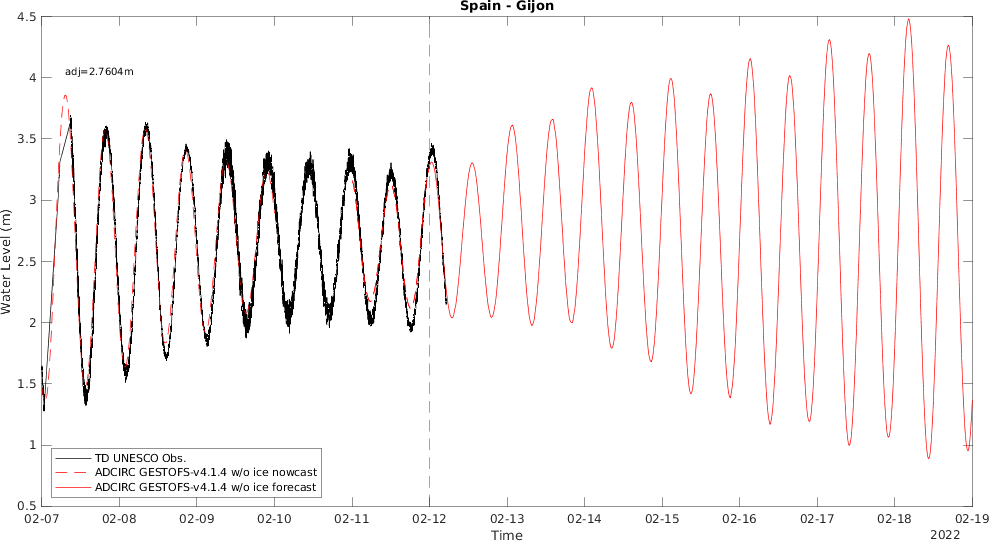 Spain - Gijon
adj=2.7604m
Water Level (m)
4.5
4
3.5
3
2.5
2
1.5
1
0.5
TD UNESCO Obs.
ADCIRC GESTOFS-v4.1.4 w/o ice nowcast
ADCIRC GESTOFS-v4.1.4 w/o ice forecast
02-07 02-08 02-09 02-10 02-11 02-12 02-13 02-14 02-15 02-16 02-17 02-18 02-19
Time
2022